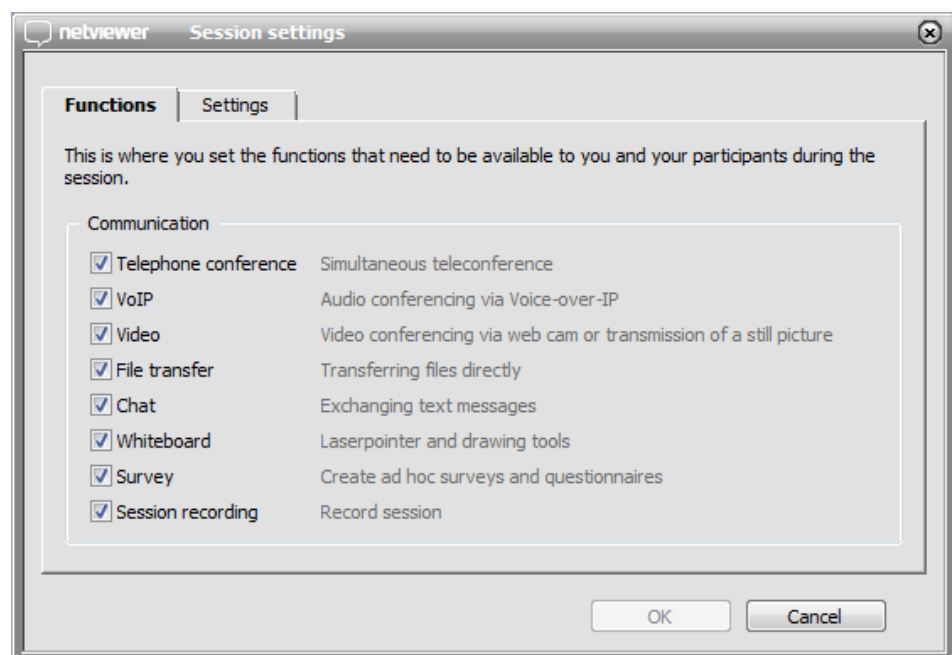 netviewer Session settings
Functions Settings
This is where you set the functions that need to be available to you and your participants during the
session.
Communication
Telephone conference Simultaneous teleconference
VoIP Audio conferencing via Voice-over-IP
Video Video conferencing via web cam or transmission of a still picture
File transfer Transferring files directly
Chat Exchanging text messages
Whiteboard Laserpointer and drawing tools
Survey Create ad hoc surveys and questionnaires
Session recording Record session
OK Cancel